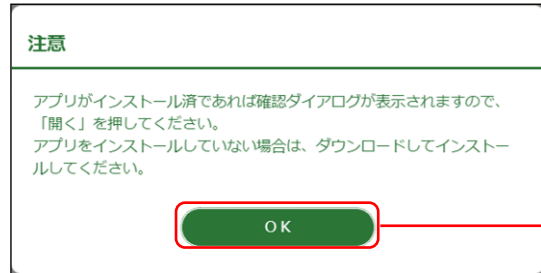 注意
アプリがインストール済であれば確認ダイアログが表示されますので、
「開く」を押してください。
アプリをインストールしていない場合は、ダウンロードしてインストー
ルしてください。
OK